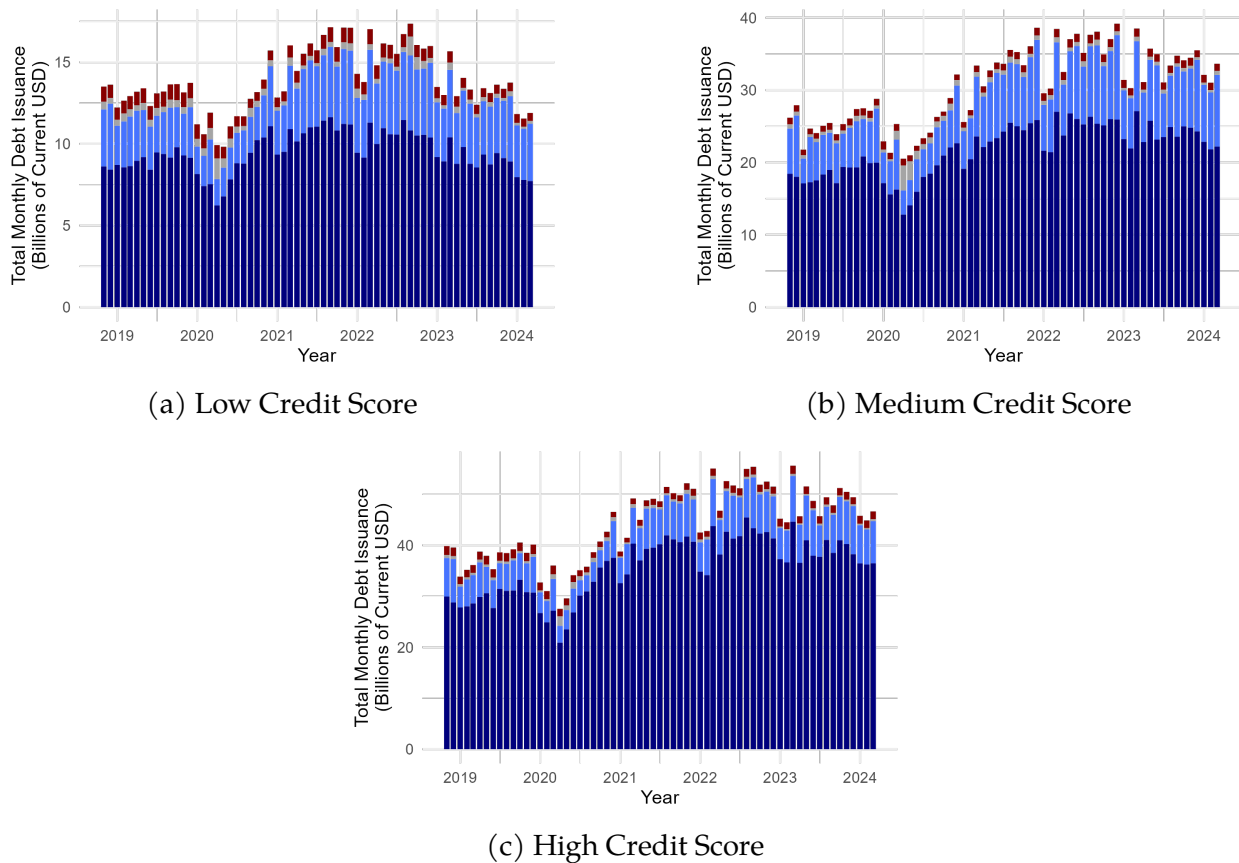 Total Monthly Debt Issuance
(Billions of Current USD)
15
10
5
0
2019 2020 2021 2022 2023 2024
Year
(a) Low Credit Score
Total Monthly Debt Issuance
(Billions of Current USD)
40
30
20
10
0
2019 2020 2021 2022 2023 2024
Year
(b) Medium Credit Score
Total Monthly Debt Issuance
(Billions of Current USD)
40
20
0
2019 2020 2021 2022 2023 2024
Year
(c) High Credit Score